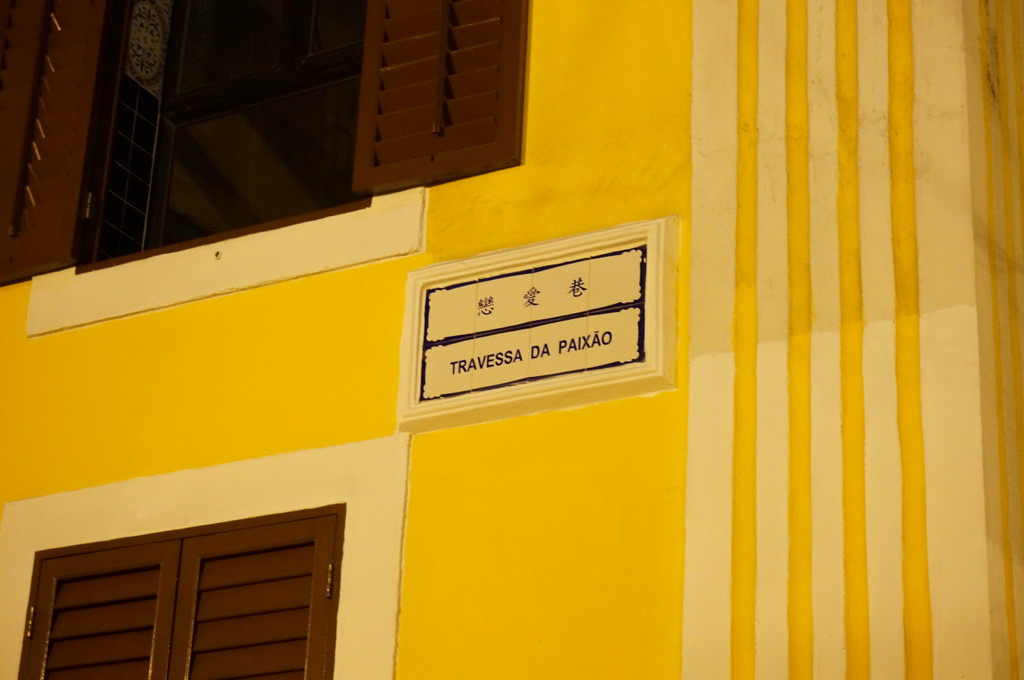 戀愛巷
TRAVESSA DA PAIXÃO